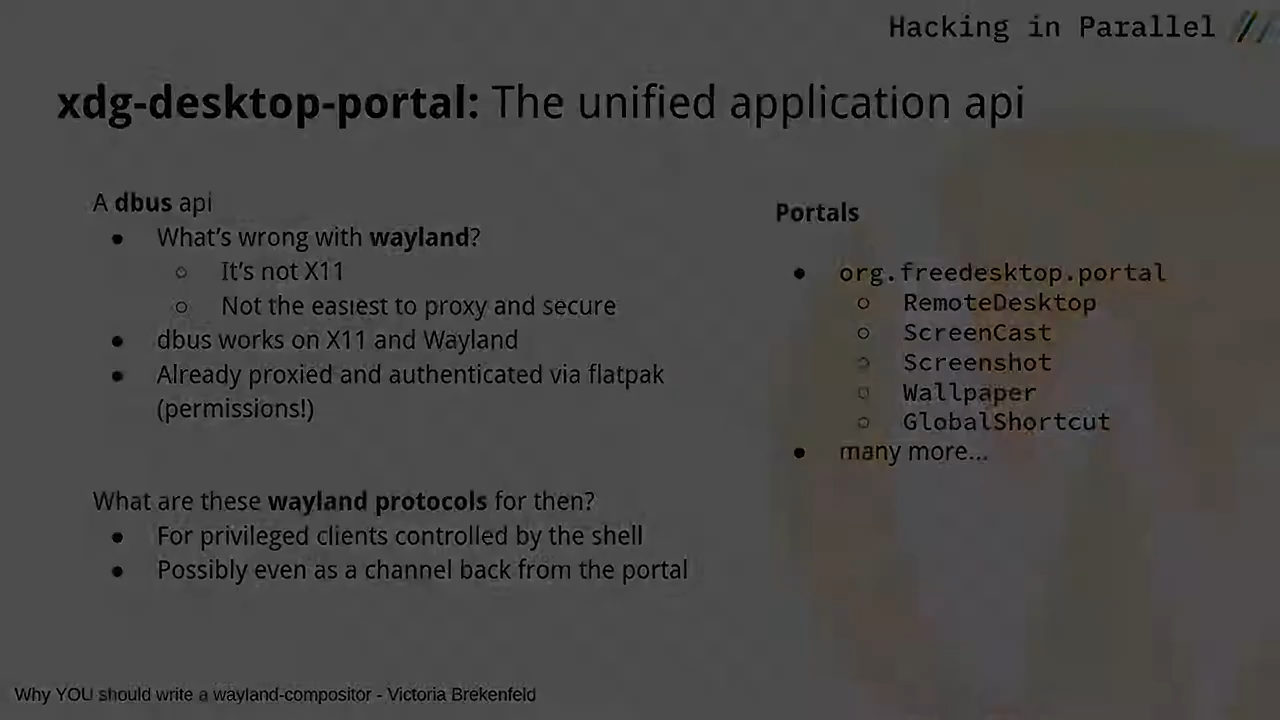 Hacking in Parallel //
xdg-desktop-portal: The unified application api
A dbus api
● What's wrong with wayland?
○ It's not X11
○ Not the easiest to proxy and secure
● dbus works on X11 and Wayland
● Already proxied and authenticated via flatpak
(permissions!)
What are these wayland protocols for then?
● For privileged clients controlled by the shell
● Possibly even as a channel back from the portal
Portals
● org.freedesktop.portal
○ RemoteDesktop
○ ScreenCast
○ Screenshot
○ Wallpaper
○ GlobalShortcut
● many more...
Why YOU should write a wayland-compositor - Victoria Brekenfeld